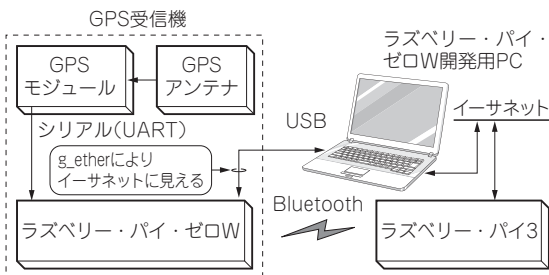 GPS受信機
GPS
モジュール
GPS
アンテナ
シリアル(UART)
g_etherにより
イーサネットに見える
ラズベリー・パイ・ゼロW
USB
Bluetooth
ラズベリー・パイ・
ゼロW開発用PC
イーサネット
ラズベリー・パイ3